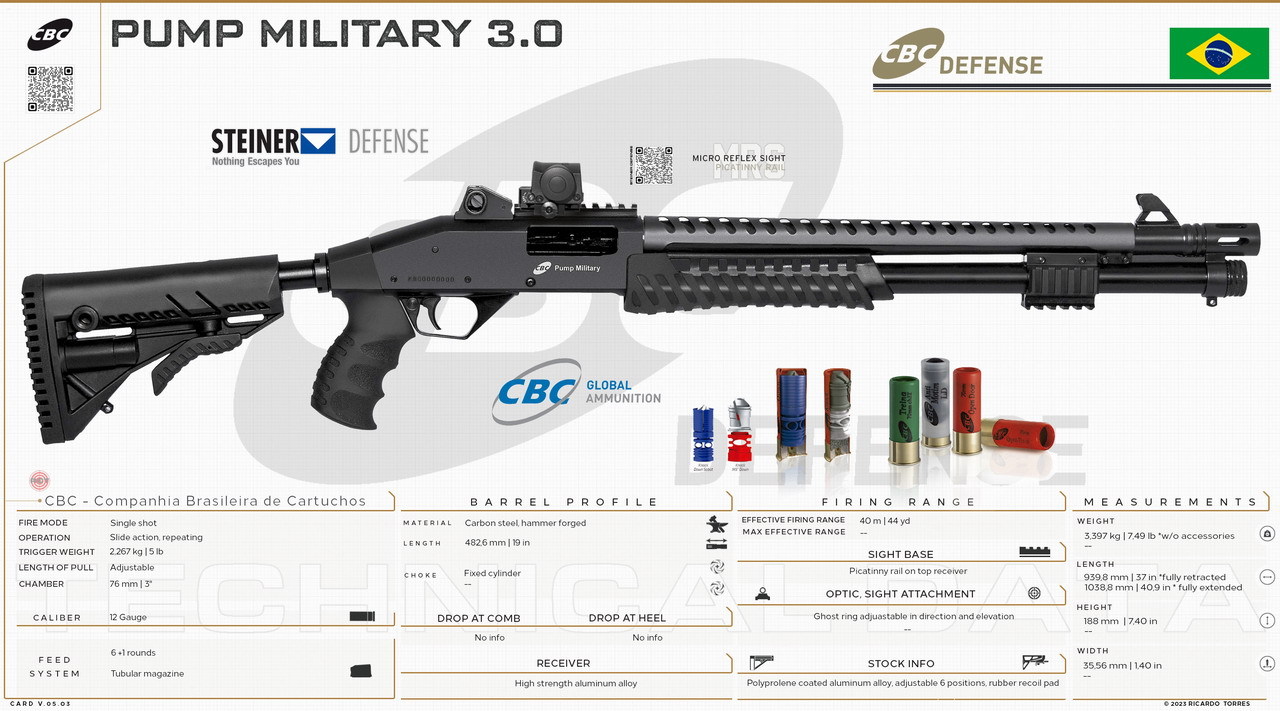 CBC
PUMP MILITARY 3.0
CBC DEFENSE
STEINER DEFENSE
Nothing Escapes You
MRS
MICRO REFLEX SIGHT
PICATINNY RAIL
CBC Pump Military
CBC GLOBAL
AMMUNITION
DEFENSE
CBC - Companhia Brasileira de Cartuchos
FIRE MODE Single shot
OPERATION Slide action, repeating
TRIGGER WEIGHT 2,267 kg | 5 lb
LENGTH OF PULL Adjustable
CHAMBER 76 mm | 3"
CALIBER 12 Gauge
FEED
SYSTEM
6 +1 rounds
Tubular magazine
BARREL PROFILE
MATERIAL Carbon steel, hammer forged
LENGTH 482,6 mm | 19 in
CHOKE Fixed cylinder
--
DROP AT COMB DROP AT HEEL
No info No info
RECEIVER
High strength aluminum alloy
FIRING RANGE
EFFECTIVE FIRING RANGE 40 m | 44 yd
MAX EFFECTIVE RANGE --
SIGHT BASE
Picatinny rail on top receiver
OPTIC, SIGHT ATTACHMENT
Ghost ring adjuastable in direction and elevation
--
STOCK INFO
Polyprolene coated aluminum alloy, adjustable 6 positions, rubber recoil pad
MEASUREMENTS
WEIGHT
3,397 kg | 7,49 lb *w/o accessories
--
LENGTH
939,8 mm | 37 in *fully retracted
1038,8 mm | 40,9 in * fully extended
HEIGHT
188 mm | 7,40 in
--
WIDTH
35,56 mm | 1,40 in
--
TECHNICAL DATA
CARD V.05.03
© 2023 RICARDO TORRES